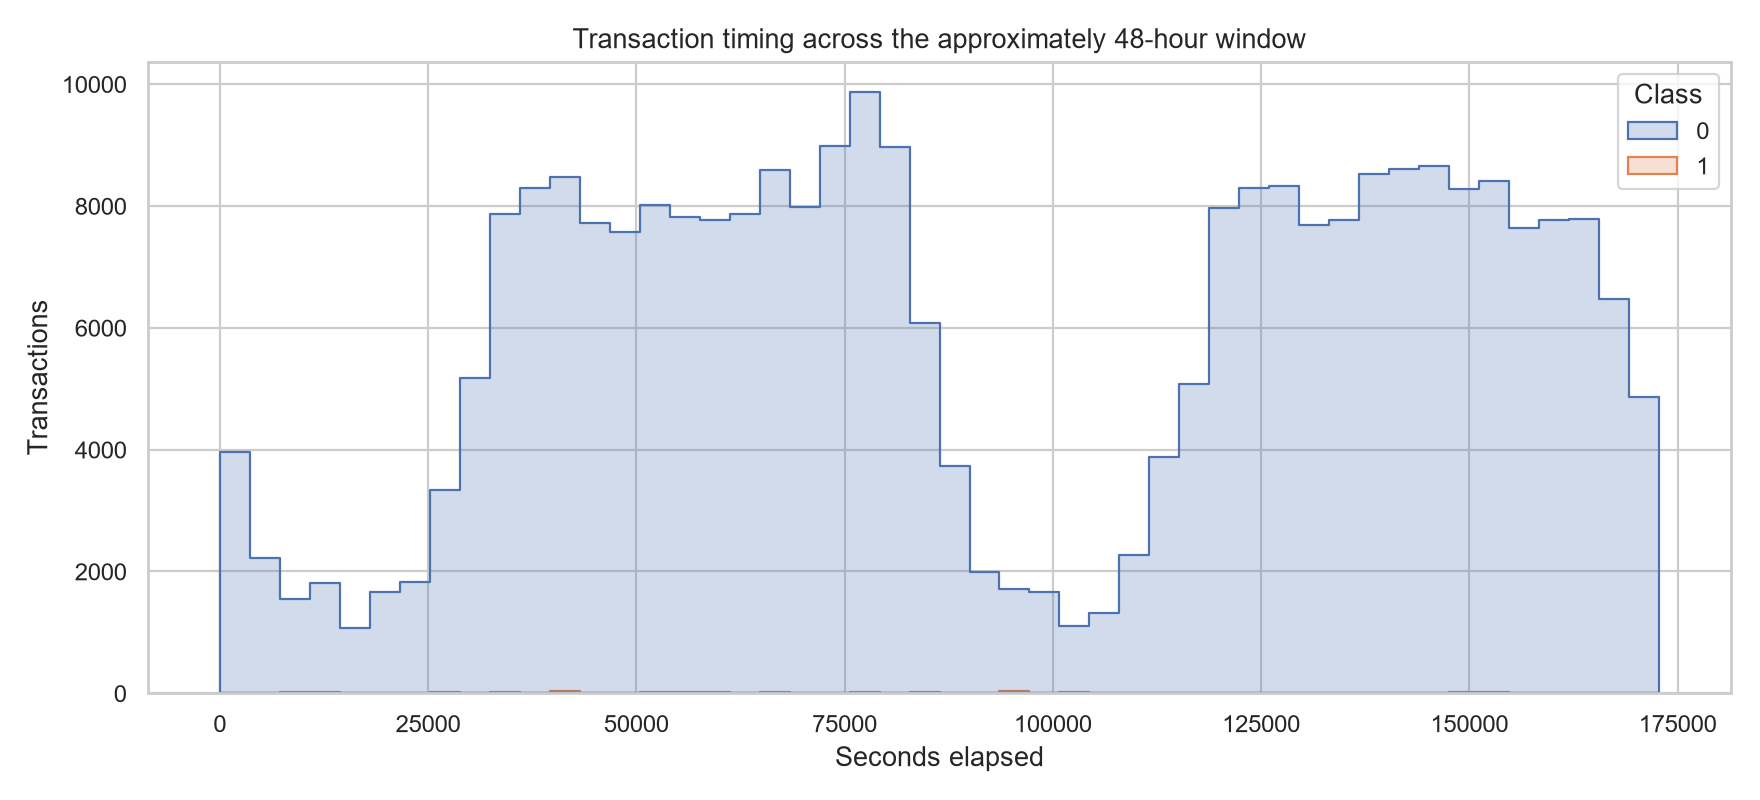 Transaction timing across the approximately 48-hour window
Class
0
1
Transactions
10000
8000
6000
4000
2000
0
0 25000 50000 75000 100000 125000 150000 175000
Seconds elapsed